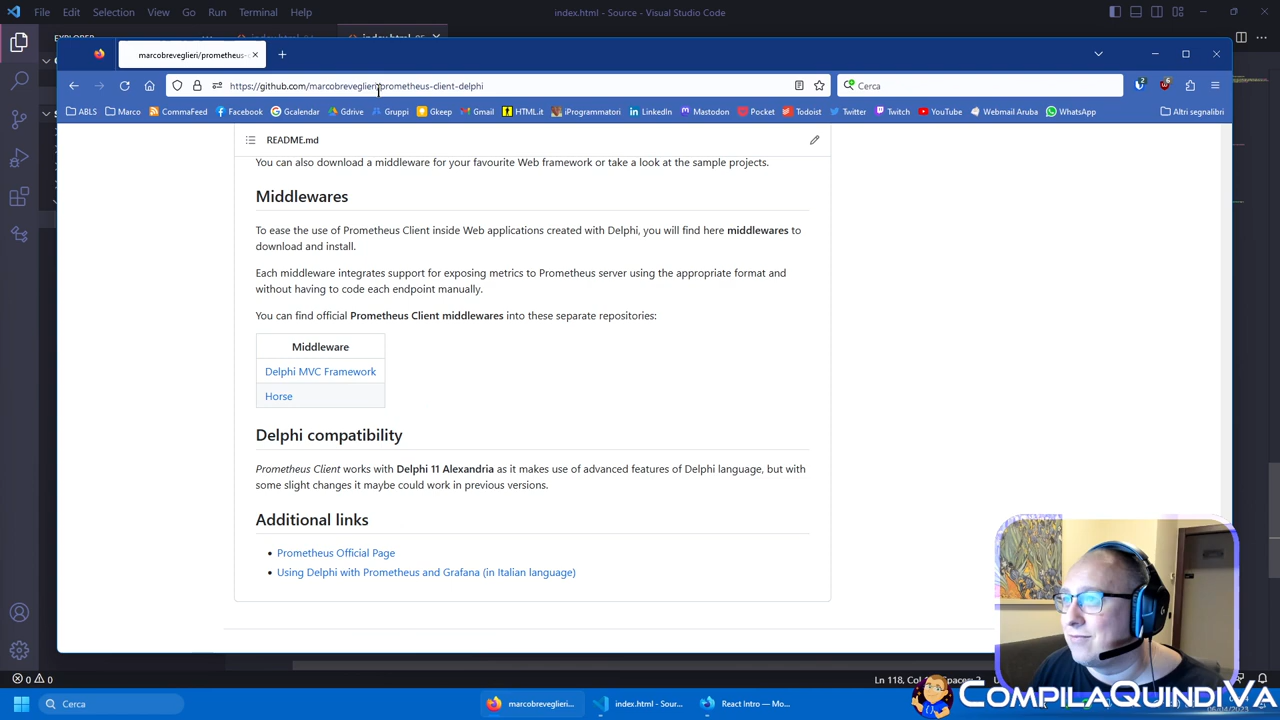 File Edit Selection View Go Run Terminal Help
index.html - Source - Visual Studio Code
marcobreveglieri/prometheus-c
https://github.com/marcobreveglieri/prometheus-client-delphi
Cerca
2
6
ABLS Marco CommaFeed Facebook Gcalendar Gdrive Gruppi Gkeep Gmail HTML.it iProgrammatori LinkedIn Mastodon Pocket Todoist Twitter Twitch YouTube Webmail Aruba WhatsApp Altri segnalibri
README.md
You can also download a middleware for your favourite Web framework or take a look at the sample projects.
Middlewares
To ease the use of Prometheus Client inside Web applications created with Delphi, you will find here middlewares to
download and install.
Each middleware integrates support for exposing metrics to Prometheus server using the appropriate format and
without having to code each endpoint manually.
You can find official Prometheus Client middlewares into these separate repositories:
Middleware
Delphi MVC Framework
Horse
Delphi compatibility
Prometheus Client works with Delphi 11 Alexandria as it makes use of advanced features of Delphi language, but with
some slight changes it maybe could work in previous versions.
Additional links
Prometheus Official Page
Using Delphi with Prometheus and Grafana (in Italian language)
0 0
Ln 118, Co
Cerca
marcobreveglieri...
index.html - Sour...
React Intro — Mo...
COMPILAQUINDIVA